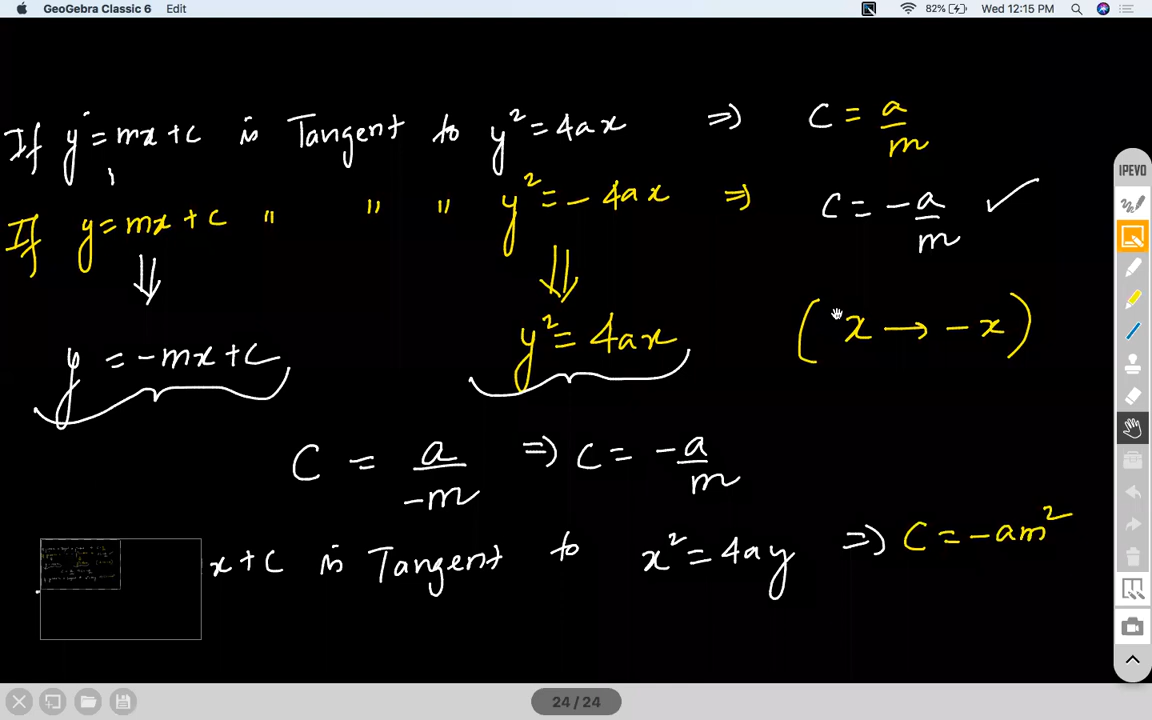 GeoGebra Classic 6 Edit 82% Wed 12:15 PM
If y = mx + c is Tangent to y² = 4ax ⇒ C = a/m
If y = mx + c " " " y² = -4ax ⇒ C = -a/m ✓
⇓ ⇓
y = -mx + c y² = 4ax (x → -x)
C = a/-m ⇒ C = -a/m
x + c is Tangent to x² = 4ay ⇒ C = -am²
IPEVO
24 / 24